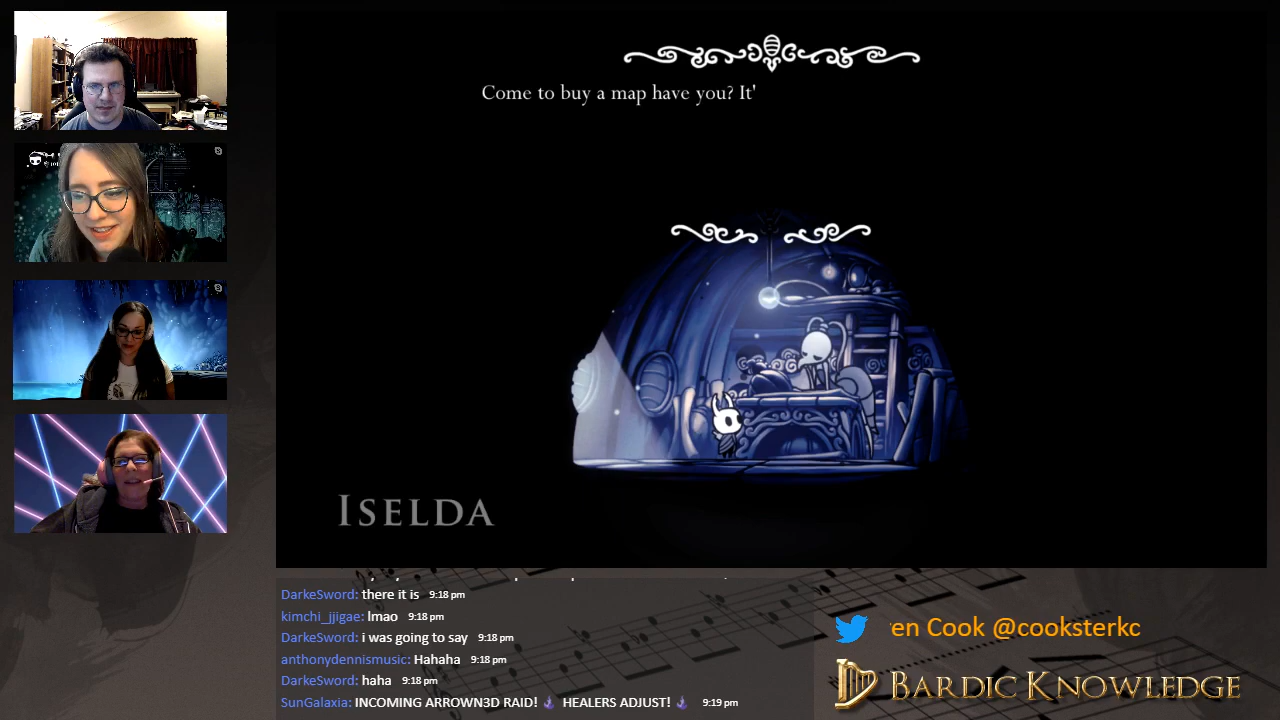 Come to buy a map have you? It'
ISELDA
DarkeSword: there it is 9:18 pm
kimchi_jjigae: lmao 9:18 pm
DarkeSword: i was going to say 9:18 pm
anthonydennismusic: Hahaha 9:18 pm
DarkeSword: haha 9:18 pm
SunGalaxia: INCOMING ARROWN3D RAID! HEALERS ADJUST! 9:19 pm
en Cook @cooksterkc
BARDIC KNOWLEDGE